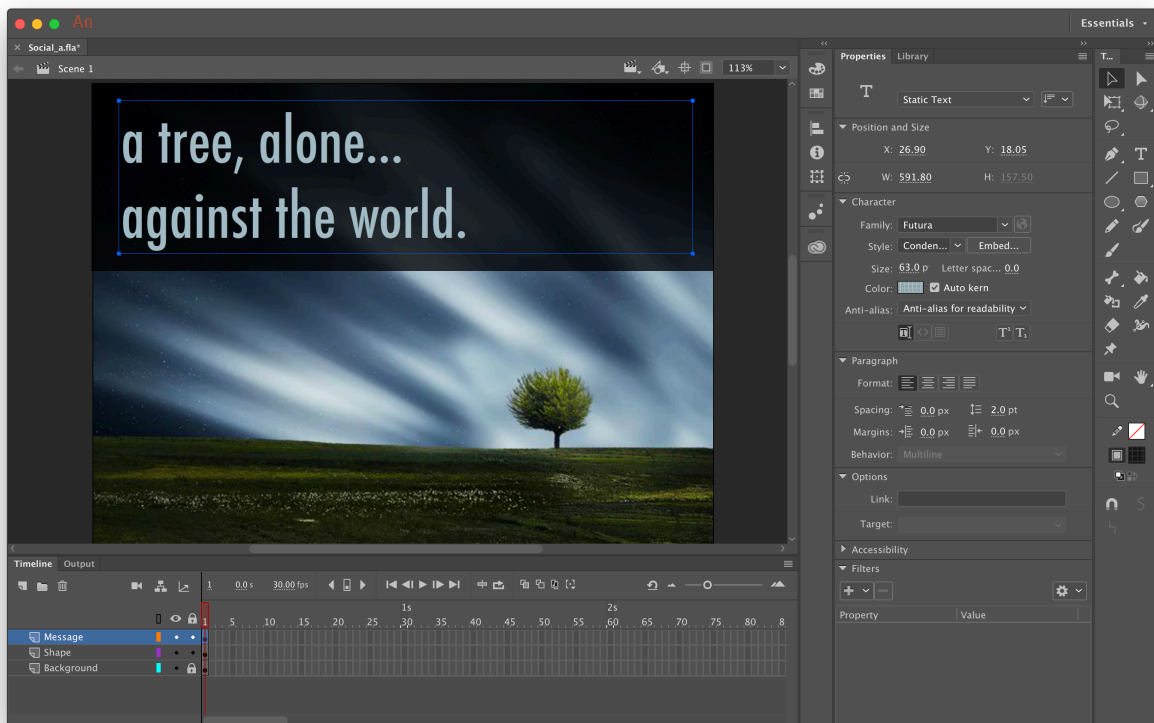 An
Essentials
Social_a.fla*
Scene 1
113%
a tree, alone...
against the world.
Properties
Library
T...
T
Static Text
Position and Size
X: 26.90
Y: 18.05
W: 591.80
H: 157.50
Character
Family: Futura
Style: Conden...
Embed...
Size: 63.0 p
Letter spac... 0.0
Color:
Auto kern
Anti-alias: Anti-alias for readability
Paragraph
Format:
Spacing: 0.0 px
2.0 pt
Margins: 0.0 px
0.0 px
Behavior: Multiline
Options
Link:
Target:
Accessibility
Filters
Property
Value
Timeline
Output
1
0.0 s
30.00 fps
1s
2s
1 5 10 15 20 25 30 35 40 45 50 55 60 65 70 75 80 8
Message
Shape
Background